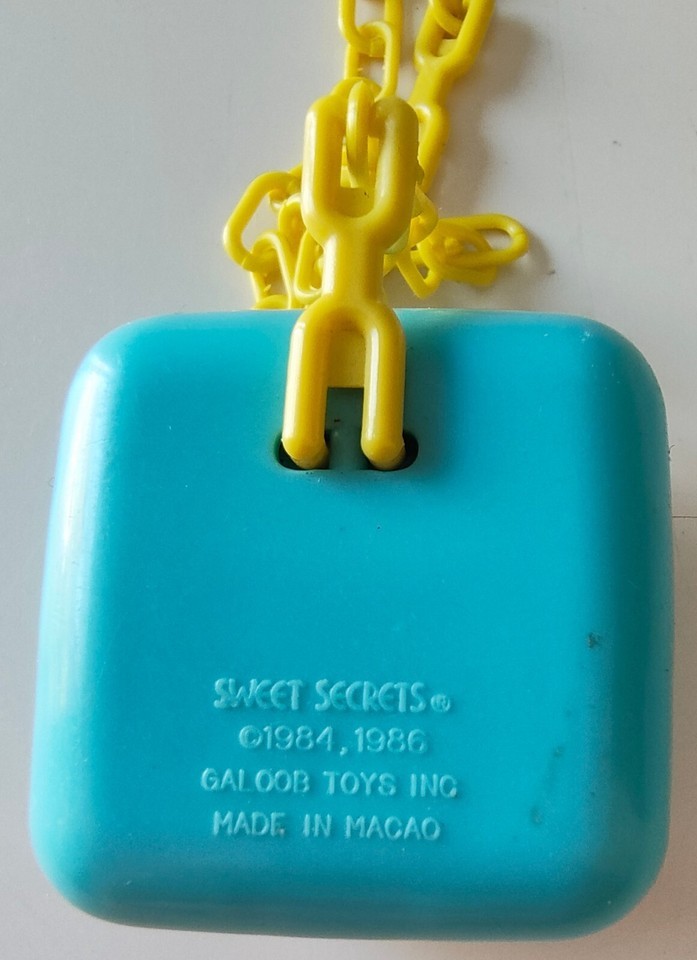 SWEET SECRETS®
©1984,1986
GALOOB TOYS INC
MADE IN MACAO